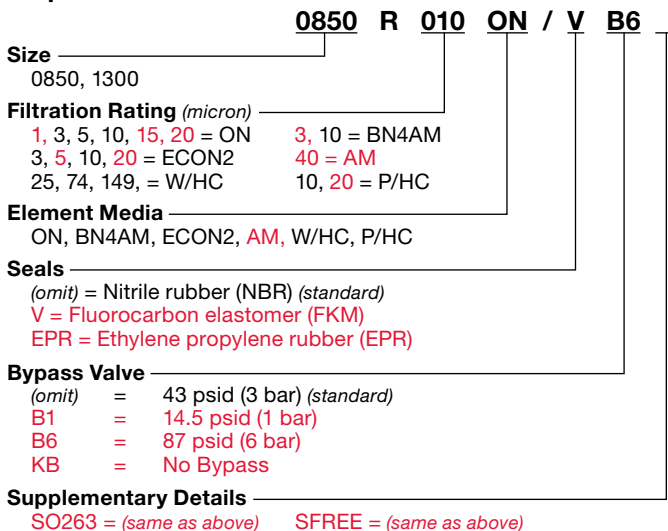 0850 R 010 ON / V B6
Size
0850, 1300
Filtration Rating (micron)
1, 3, 5, 10, 15, 20 = ON 3, 10 = BN4AM
3, 5, 10, 20 = ECON2 40 = AM
25, 74, 149, = W/HC 10, 20 = P/HC
Element Media
ON, BN4AM, ECON2, AM, W/HC, P/HC
Seals
(omit) = Nitrile rubber (NBR) (standard)
V = Fluorocarbon elastomer (FKM)
EPR = Ethylene propylene rubber (EPR)
Bypass Valve
(omit) = 43 psid (3 bar) (standard)
B1 = 14.5 psid (1 bar)
B6 = 87 psid (6 bar)
KB = No Bypass
Supplementary Details
SO263 = (same as above) SFREE = (same as above)